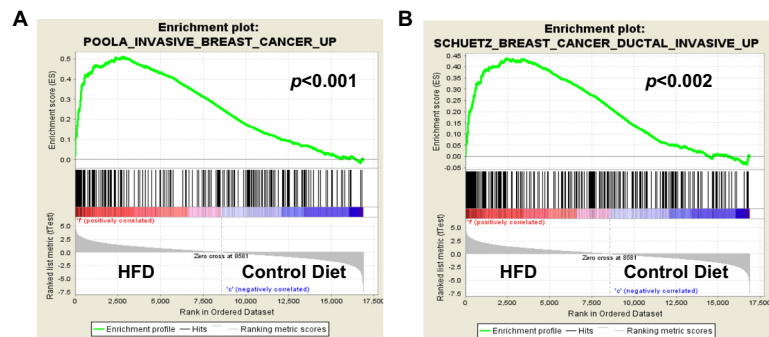 A
Enrichment plot:
POOLA_INVASIVE_BREAST_CANCER_UP
Enrichment score (ES)
0.5
0.4
0.3
0.2
0.1
0.0
p<0.001
'f' (positively correlated)
Ranked list metric (tTest)
5.0
2.5
0.0
-2.5
-5.0
-7.5
Zero cross at 8581
HFD
Control Diet
'c' (negatively correlated)
0
2,500
5,000
7,500
10,000
12,500
15,000
17,500
Rank in Ordered Dataset
Enrichment profile
Hits
Ranking metric scores
B
Enrichment plot:
SCHUETZ_BREAST_CANCER_DUCTAL_INVASIVE_UP
Enrichment score (ES)
0.45
0.40
0.35
0.30
0.25
0.20
0.15
0.10
0.05
0.00
-0.05
p<0.002
'f' (positively correlated)
Ranked list metric (tTest)
5.0
2.5
0.0
-2.5
-5.0
-7.5
Zero cross at 8581
HFD
Control Diet
'c' (negatively correlated)
0
2,500
5,000
7,500
10,000
12,500
15,000
17,500
Rank in Ordered Dataset
Enrichment profile
Hits
Ranking metric scores